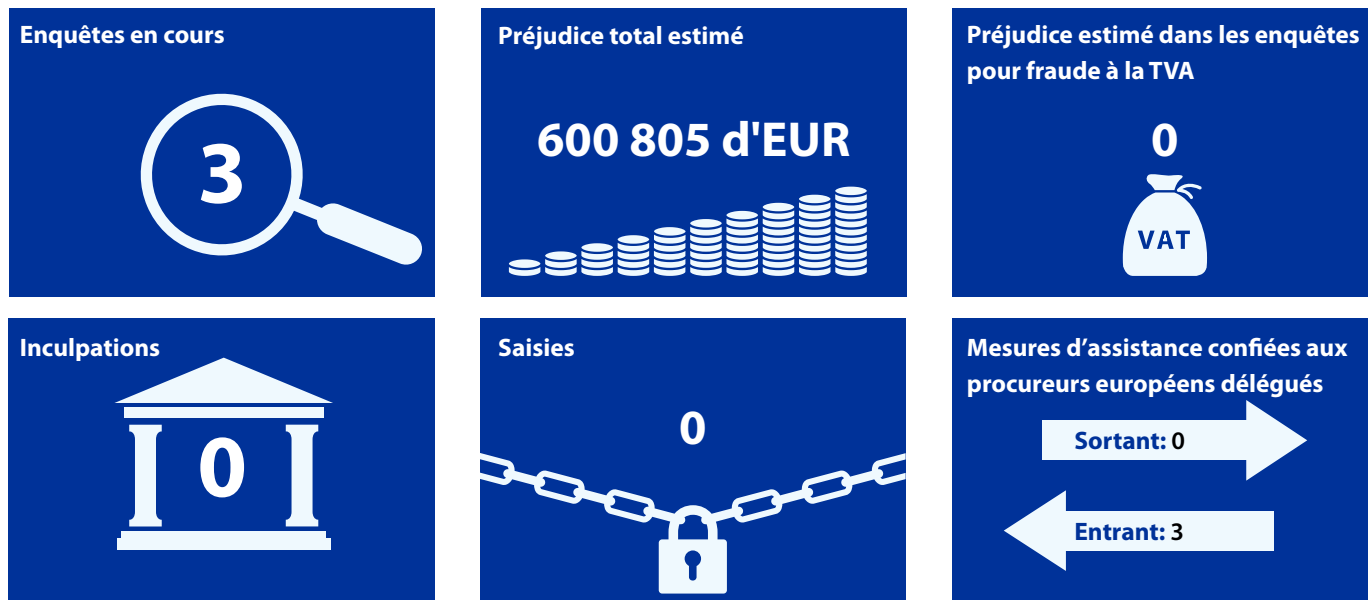 Enquêtes en cours
3
Préjudice total estimé
600 805 d'EUR
Préjudice estimé dans les enquêtes
pour fraude à la TVA
0
VAT
Inculpations
0
Saisies
0
Mesures d’assistance confiées aux
procureurs européens délégués
Sortant: 0
Entrant: 3